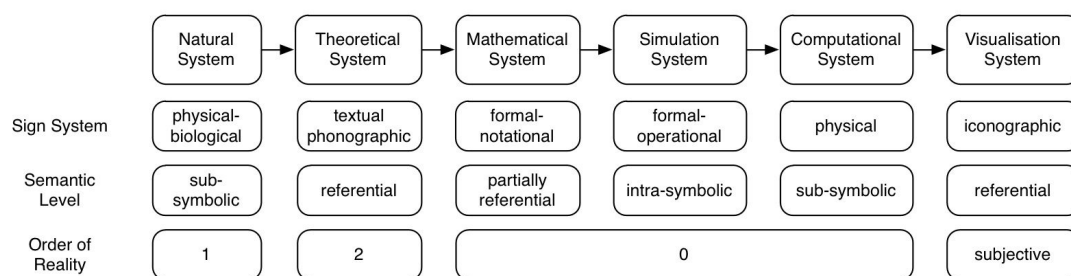 Natural System
Theoretical System
Mathematical System
Simulation System
Computational System
Visualisation System
Sign System
physical-biological
textual phonographic
formal-notational
formal-operational
physical
iconographic
Semantic Level
sub-symbolic
referential
partially referential
intra-symbolic
sub-symbolic
referential
Order of Reality
1
2
0
subjective